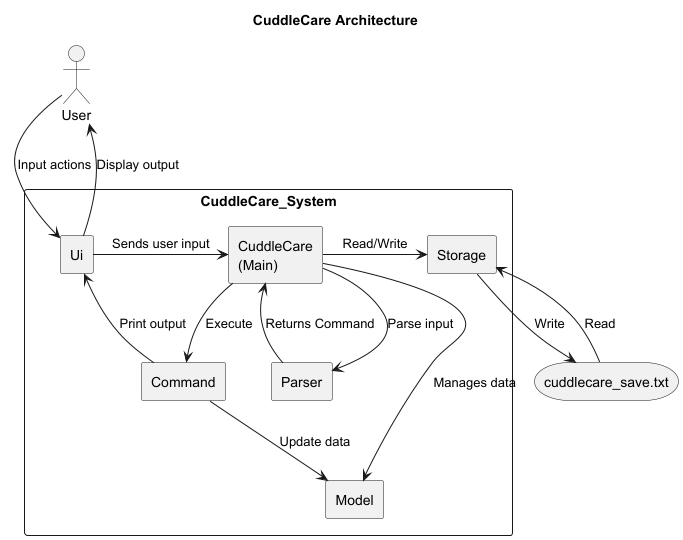 CuddleCare Architecture
User
Input actions
Display output
CuddleCare_System
Ui
Sends user input
CuddleCare
(Main)
Read/Write
Storage
Print output
Execute
Returns Command
Parse input
Write
Read
Command
Parser
Manages data
cuddlecare_save.txt
Update data
Model